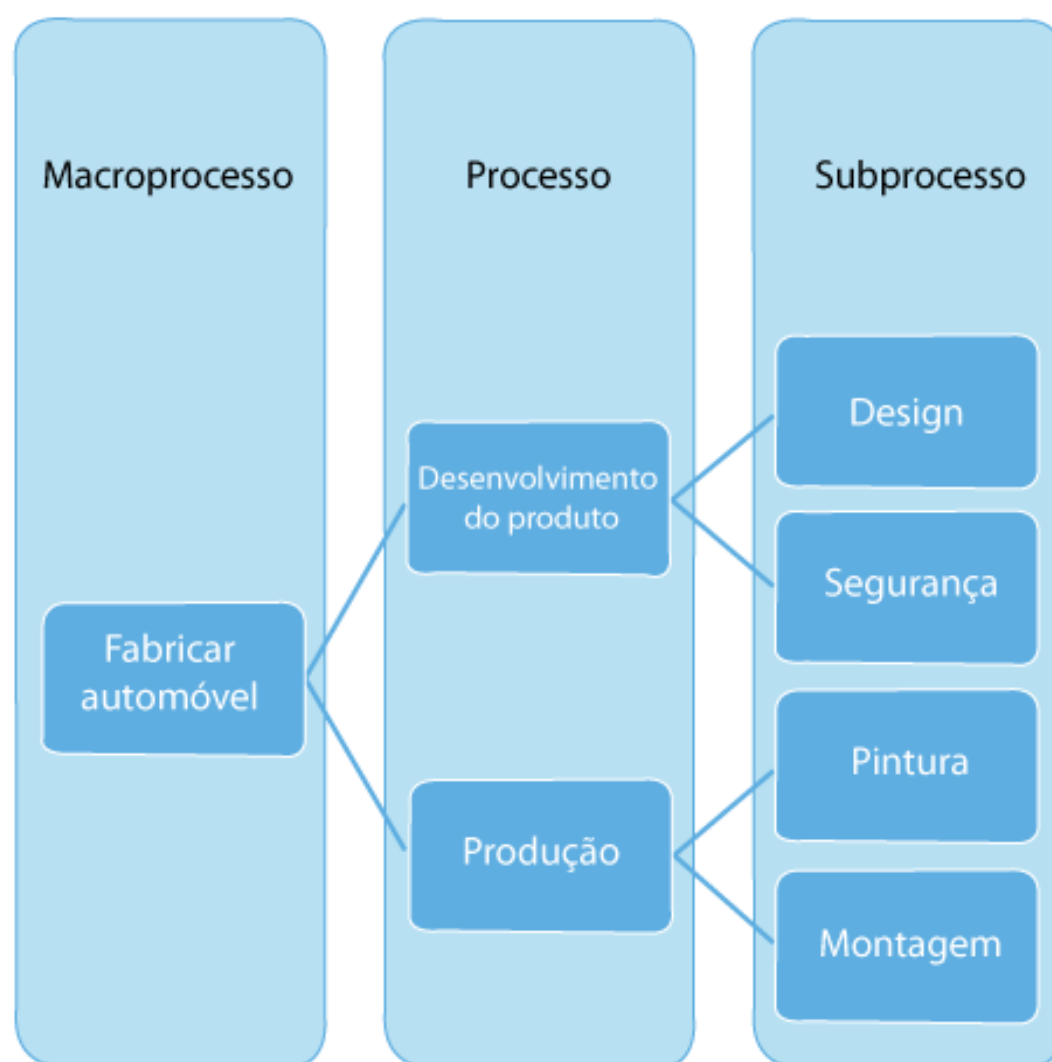 Macroprocesso
Processo
Subprocesso
Fabricar
automóvel
Desenvolvimento
do produto
Produção
Design
Segurança
Pintura
Montagem